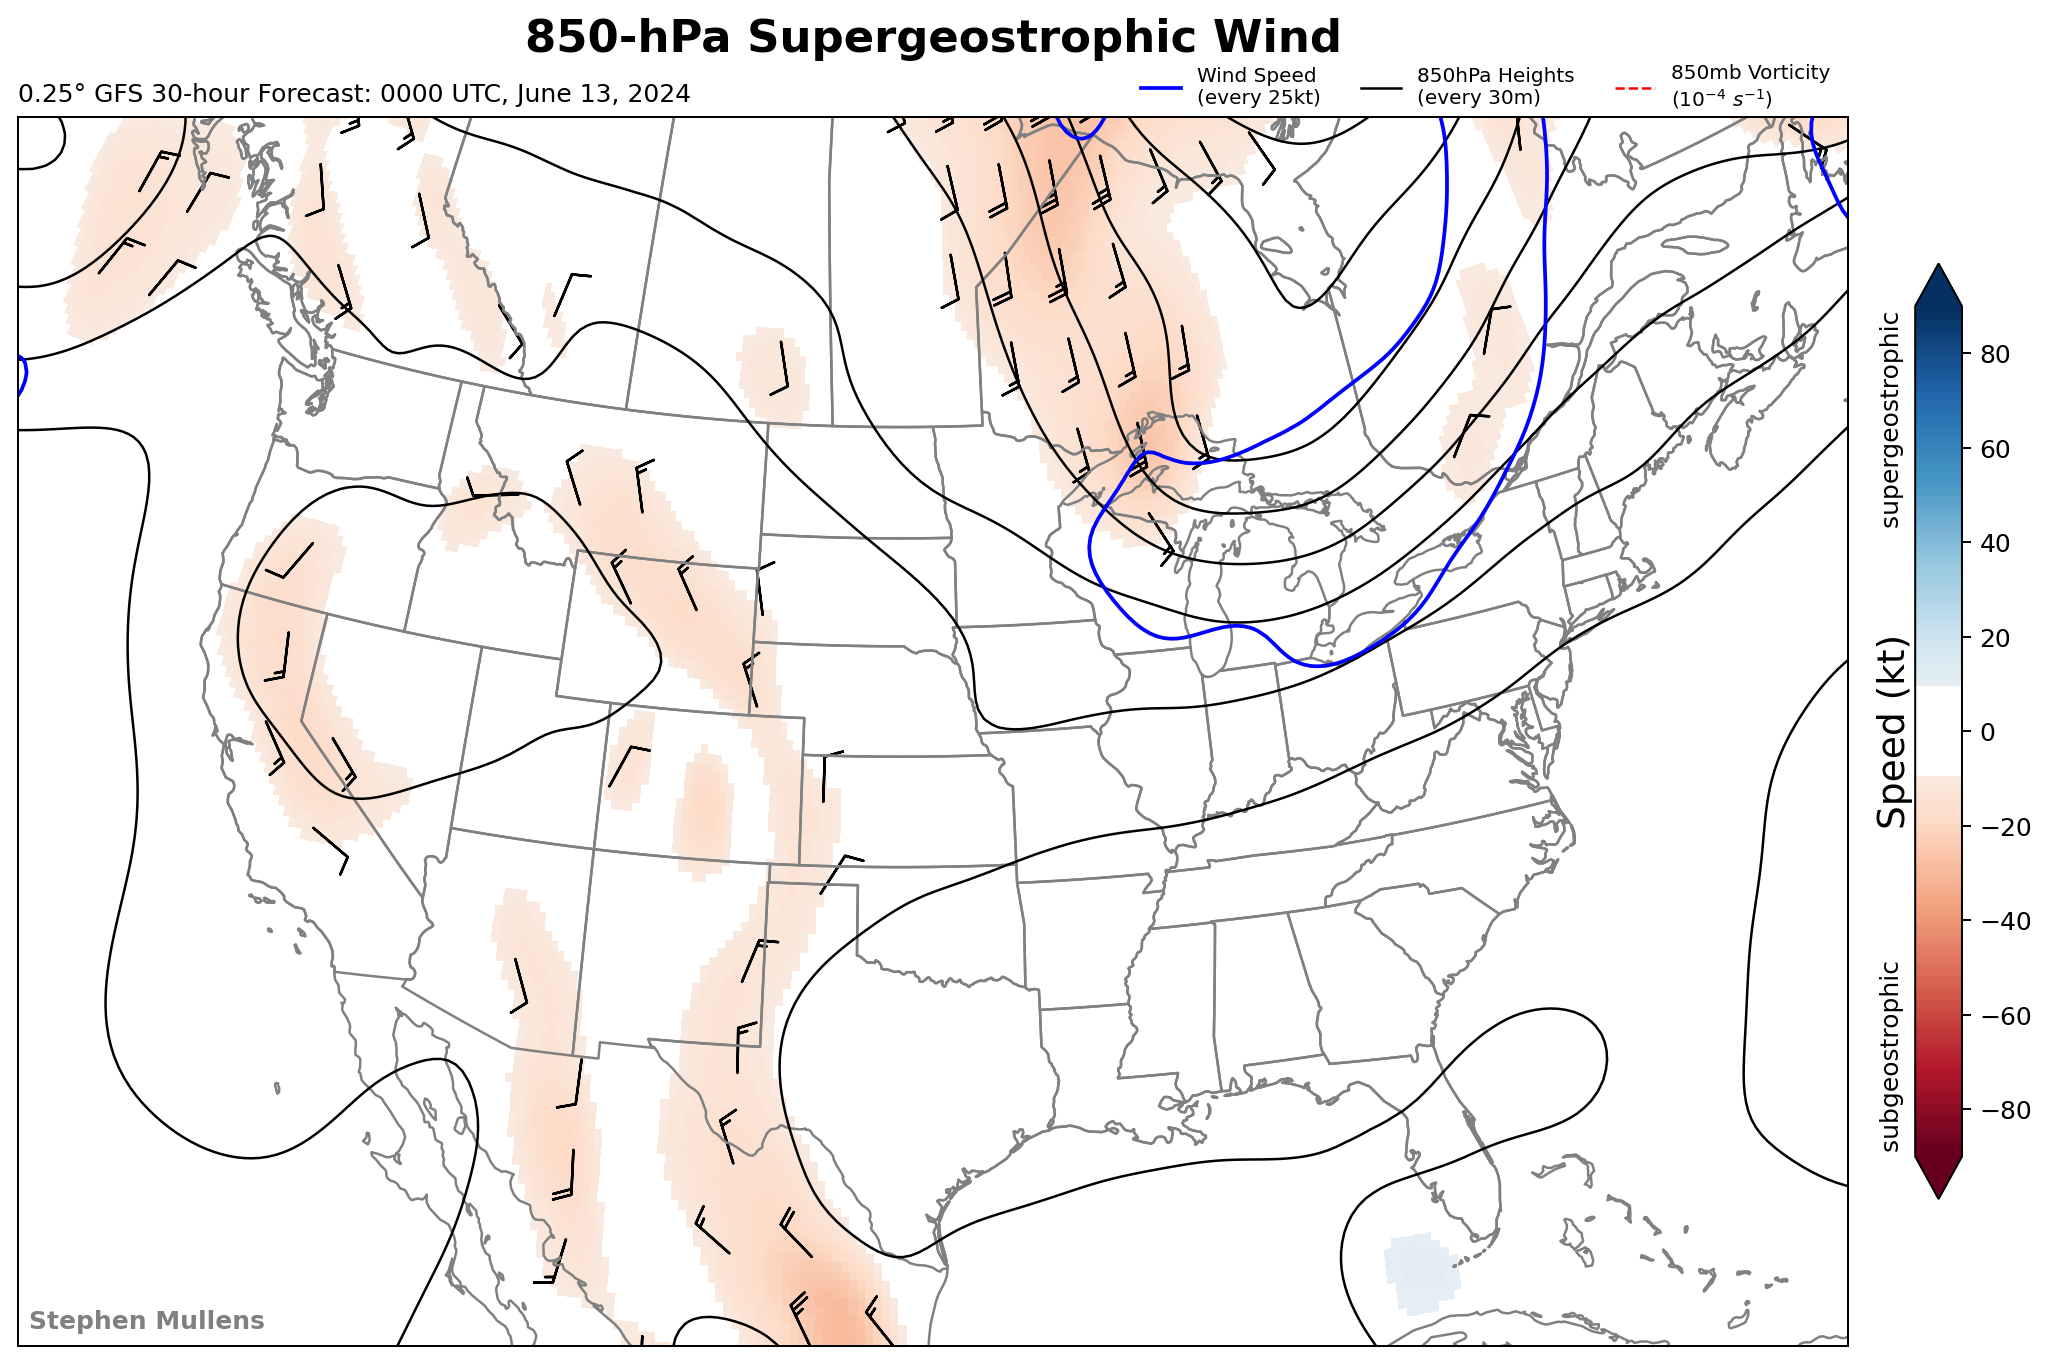 850-hPa Supergeostrophic Wind
0.25° GFS 30-hour Forecast: 0000 UTC, June 13, 2024
Wind Speed
(every 25kt)
850hPa Heights
(every 30m)
850mb Vorticity
(10⁻⁴ s⁻¹)
supergeostrophic
Speed (kt)
subgeostrophic
80
60
40
20
0
−20
−40
−60
−80
Stephen Mullens